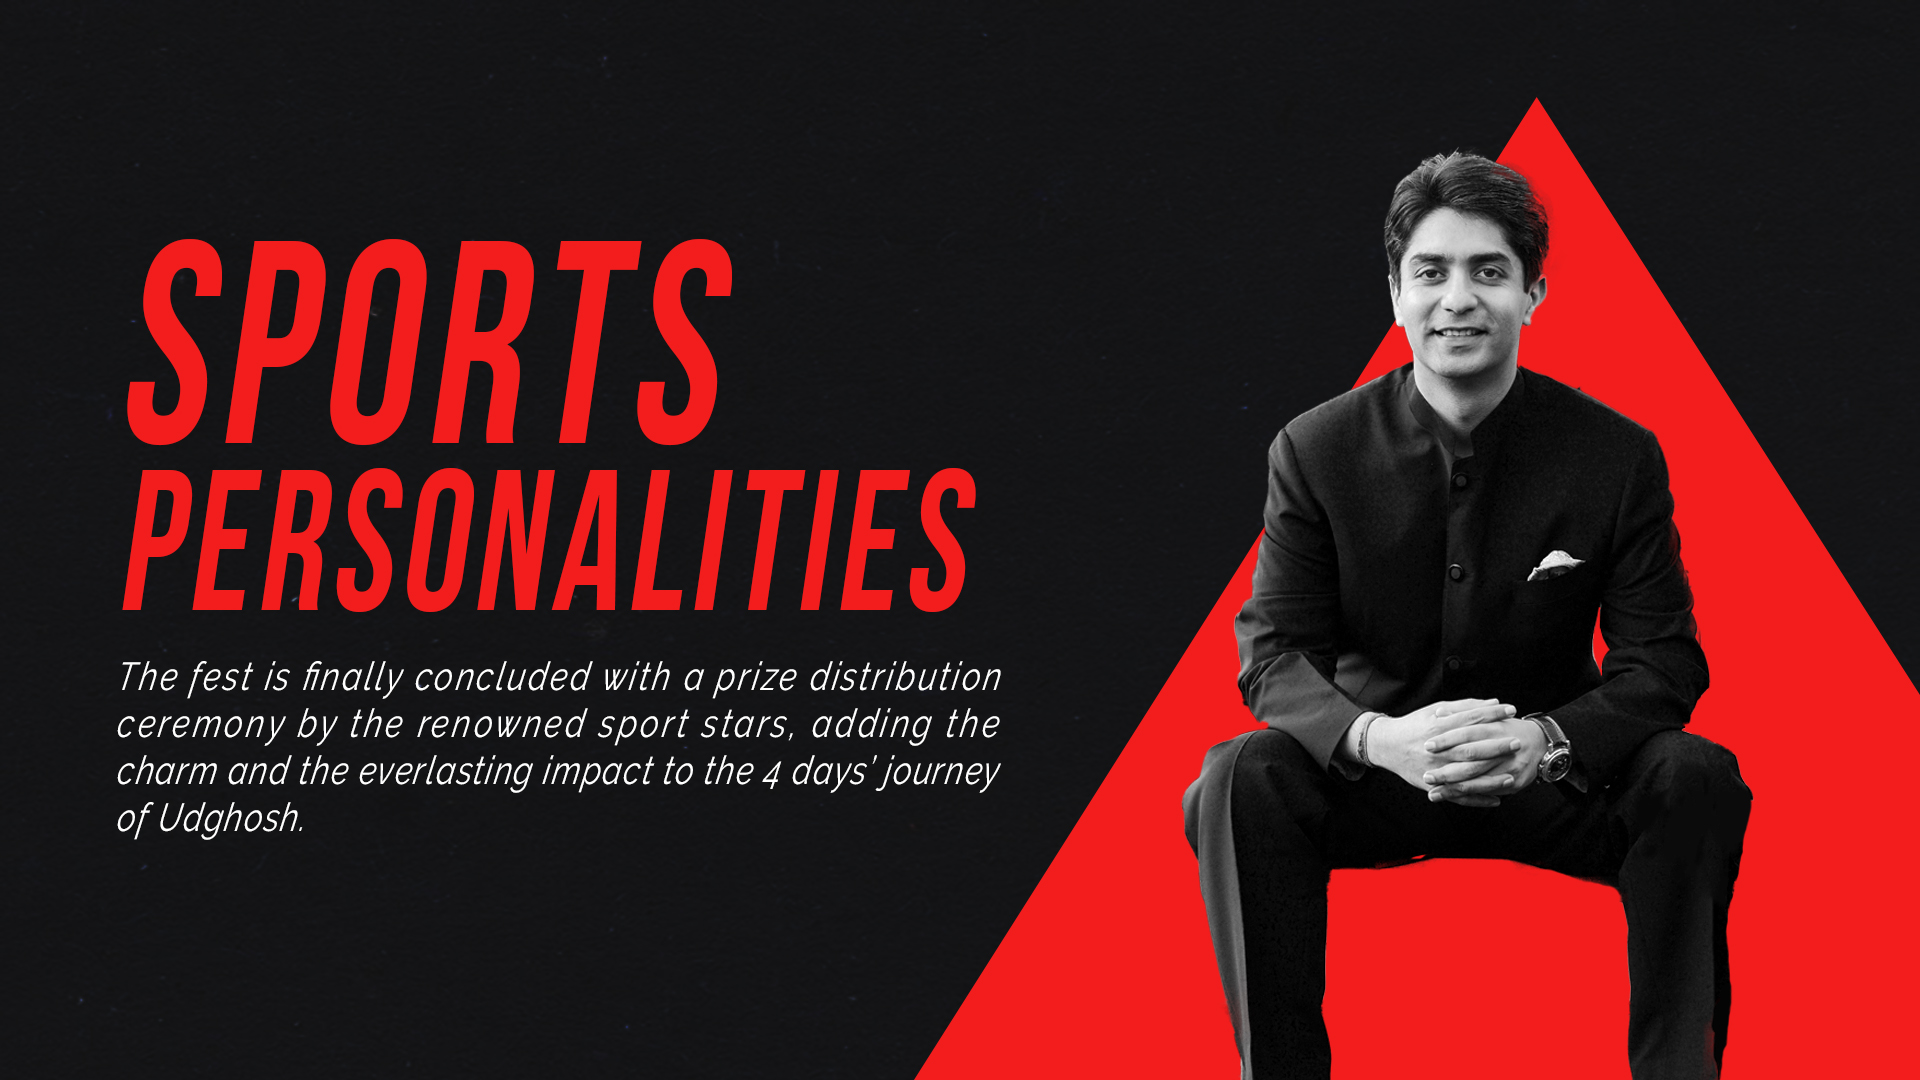 SPORTS
PERSONALITIES
The fest is finally concluded with a prize distribution
ceremony by the renowned sport stars, adding the
charm and the everlasting impact to the 4 days' journey
of Udghosh.